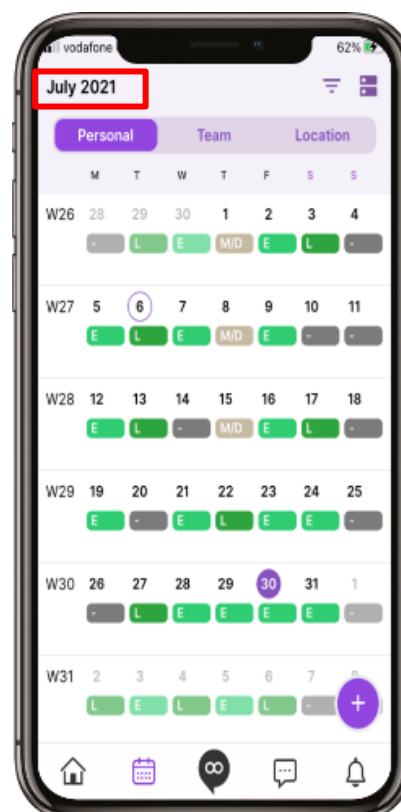 vodafone 62%
July 2021
Personal Team Location
M T W T F S S
W26 28 29 30 1 2 3 4
- L E M/D E L -
W27 5 6 7 8 9 10 11
E L E M/D E - -
W28 12 13 14 15 16 17 18
E L - M/D E L -
W29 19 20 21 22 23 24 25
E - E L E E -
W30 26 27 28 29 30 31 1
- L E E E E -
W31 2 3 4 5 6 7
L E L E L - +